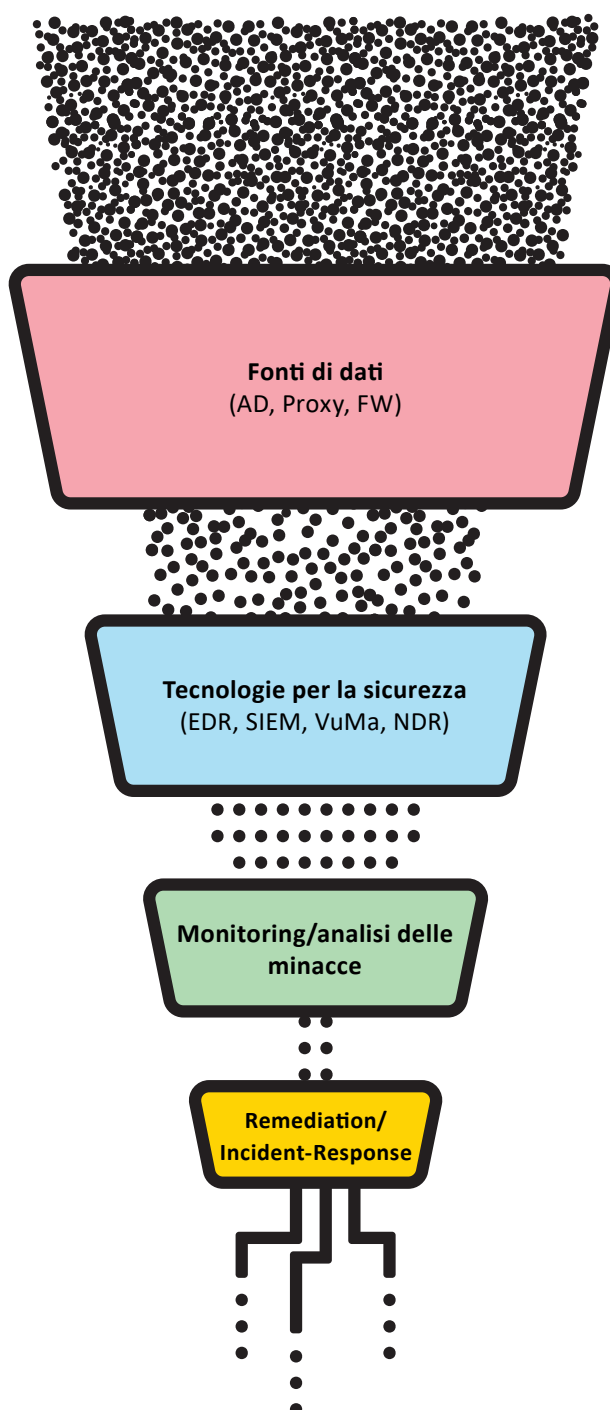 Fonti di dati
(AD, Proxy, FW)
Tecnologie per la sicurezza
(EDR, SIEM, VuMa, NDR)
Monitoring/analisi delle
minacce
Remediation/
Incident-Response